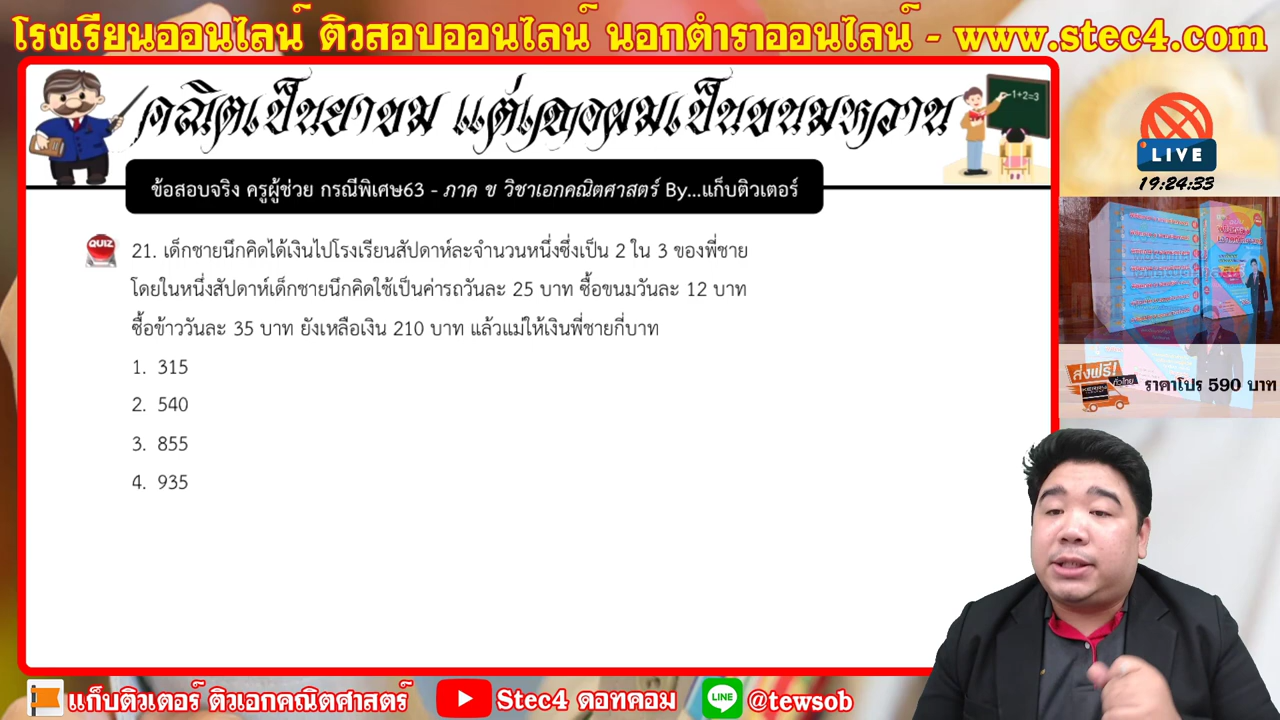 โรงเรียนออนไลน์ ติวสอบออนไลน์ นอกตำราออนไลน์ - www.stec4.com
คณิตเป็นยาขม แต่เจอผมเป็นขนมหวาน
1+2=3
ข้อสอบจริง ครูผู้ช่วย กรณีพิเศษ63 - ภาค ข วิชาเอกคณิตศาสตร์ By...แก็บติวเตอร์
LIVE
19:24:33
QUIZ
21. เด็กชายนึกคิดได้เงินไปโรงเรียนสัปดาห์ละจำนวนหนึ่งซึ่งเป็น 2 ใน 3 ของพี่ชาย
โดยในหนึ่งสัปดาห์เด็กชายนึกคิดใช้เป็นค่ารถวันละ 25 บาท ซื้อขนมวันละ 12 บาท
ซื้อข้าววันละ 35 บาท ยังเหลือเงิน 210 บาท แล้วแม่ให้เงินพี่ชายกี่บาท
1. 315
2. 540
3. 855
4. 935
ส่งฟรี!
ทั่วไทย
ราคาโปร 590 บาท
แก็บติวเตอร์ ติวเอกคณิตศาสตร์
Stec4 ดอทคอม
LINE
@tewsob